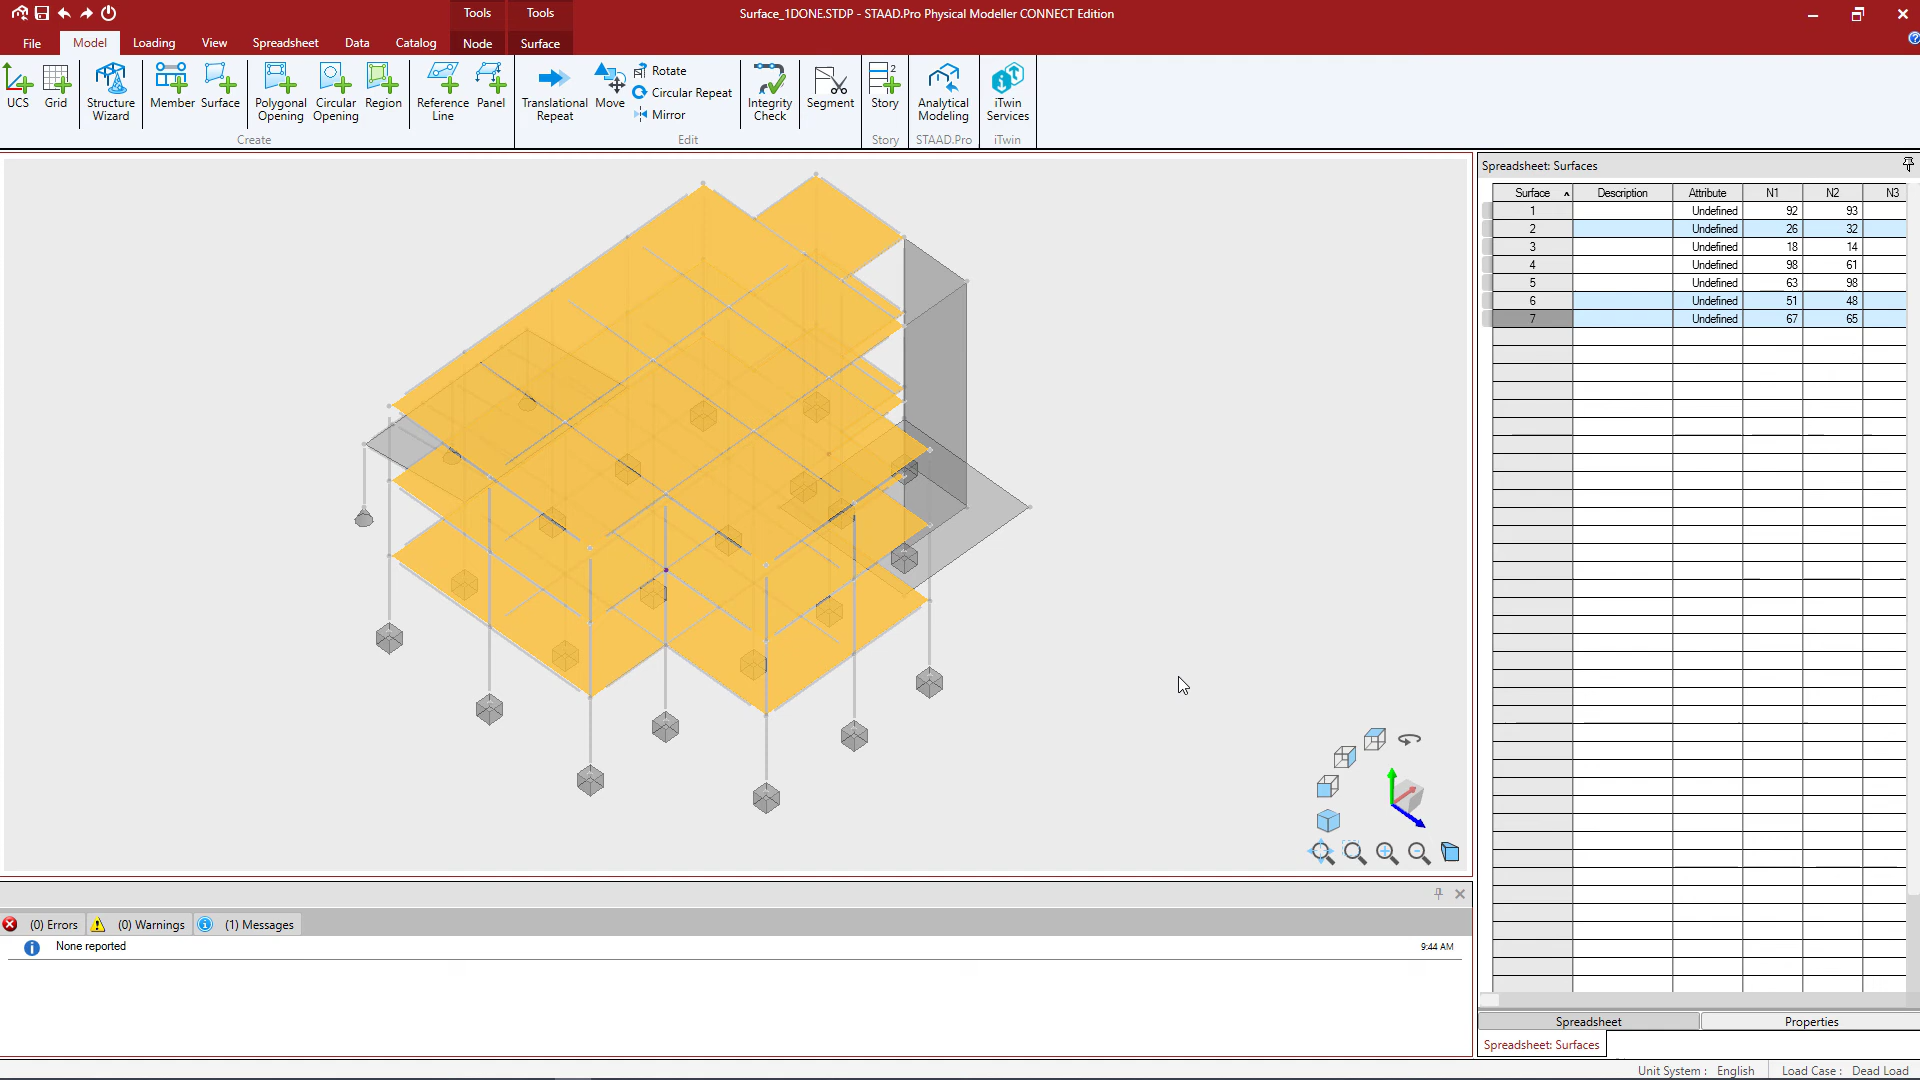 Tools Tools Surface_1DONE.STDP - STAAD.Pro Physical Modeller CONNECT Edition
File Model Loading View Spreadsheet Data Catalog Node Surface
UCS Grid Structure Wizard Member Surface Polygonal Opening Circular Opening Region Reference Line Panel Translational Repeat Move Rotate Circular Repeat Mirror Integrity Check Segment Story Analytical Modeling iTwin Services
Create Edit Story STAAD.Pro iTwin
Spreadsheet: Surfaces
Surface Description Attribute N1 N2 N3
1 Undefined 92 93
2 Undefined 26 32
3 Undefined 18 14
4 Undefined 98 61
5 Undefined 63 98
6 Undefined 51 48
7 Undefined 67 65
(0) Errors (0) Warnings (1) Messages
None reported 9:44 AM
Spreadsheet Properties
Spreadsheet: Surfaces
Unit System : English Load Case : Dead Load